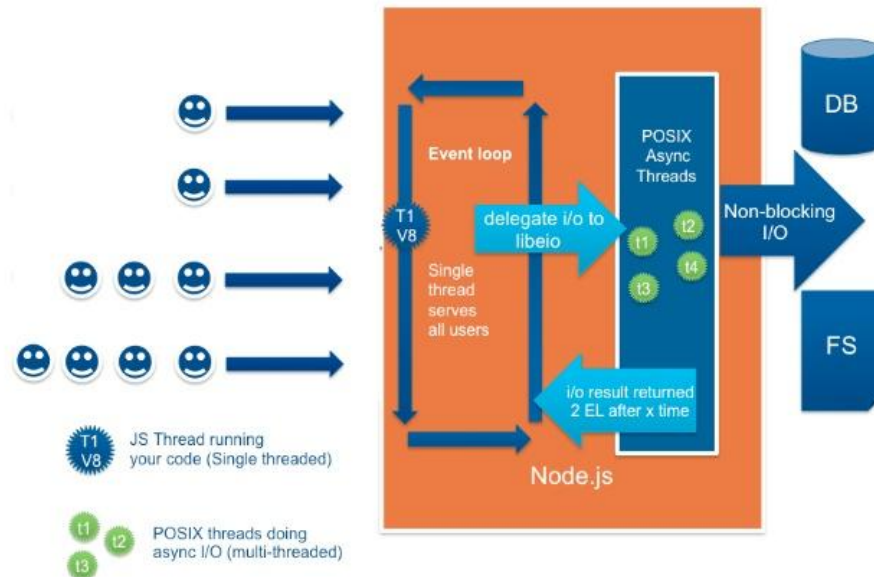 DB
POSIX
Async
Threads
Event loop
T1
V8
delegate i/o to
libeio
t1
t2
t4
t3
Non-blocking
I/O
Single
thread
serves
all users
FS
i/o result returned
2 EL after x time
Node.js
T1
V8
JS Thread running
your code (Single threaded)
t1
t2
t3
POSIX threads doing
async I/O (multi-threaded)